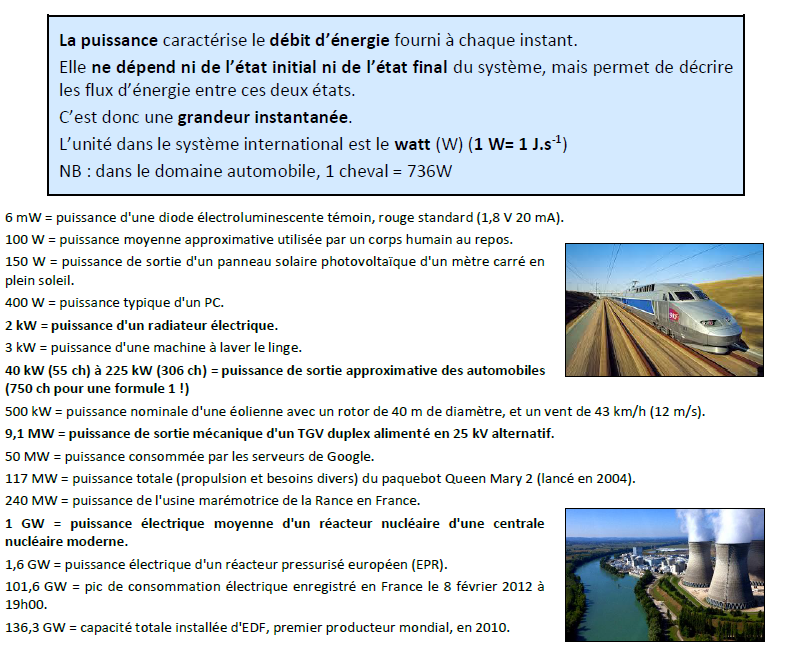 La puissance caractérise le débit d'énergie fourni à chaque instant.
Elle ne dépend ni de l'état initial ni de l'état final du système, mais permet de décrire
les flux d'énergie entre ces deux états.
C'est donc une grandeur instantanée.
L'unité dans le système international est le watt (W) (1 W= 1 J.s⁻¹)
NB : dans le domaine automobile, 1 cheval = 736W
6 mW = puissance d'une diode électroluminescente témoin, rouge standard (1,8 V 20 mA).
100 W = puissance moyenne approximative utilisée par un corps humain au repos.
150 W = puissance de sortie d'un panneau solaire photovoltaïque d'un mètre carré en
plein soleil.
400 W = puissance typique d'un PC.
2 kW = puissance d'un radiateur électrique.
3 kW = puissance d'une machine à laver le linge.
40 kW (55 ch) à 225 kW (306 ch) = puissance de sortie approximative des automobiles
(750 ch pour une formule 1 !)
500 kW = puissance nominale d'une éolienne avec un rotor de 40 m de diamètre, et un vent de 43 km/h (12 m/s).
9,1 MW = puissance de sortie mécanique d'un TGV duplex alimenté en 25 kV alternatif.
50 MW = puissance consommée par les serveurs de Google.
117 MW = puissance totale (propulsion et besoins divers) du paquebot Queen Mary 2 (lancé en 2004).
240 MW = puissance de l'usine marémotrice de la Rance en France.
1 GW = puissance électrique moyenne d'un réacteur nucléaire d'une centrale
nucléaire moderne.
1,6 GW = puissance électrique d'un réacteur pressurisé européen (EPR).
101,6 GW = pic de consommation électrique enregistré en France le 8 février 2012 à
19h00.
136,3 GW = capacité totale installée d'EDF, premier producteur mondial, en 2010.